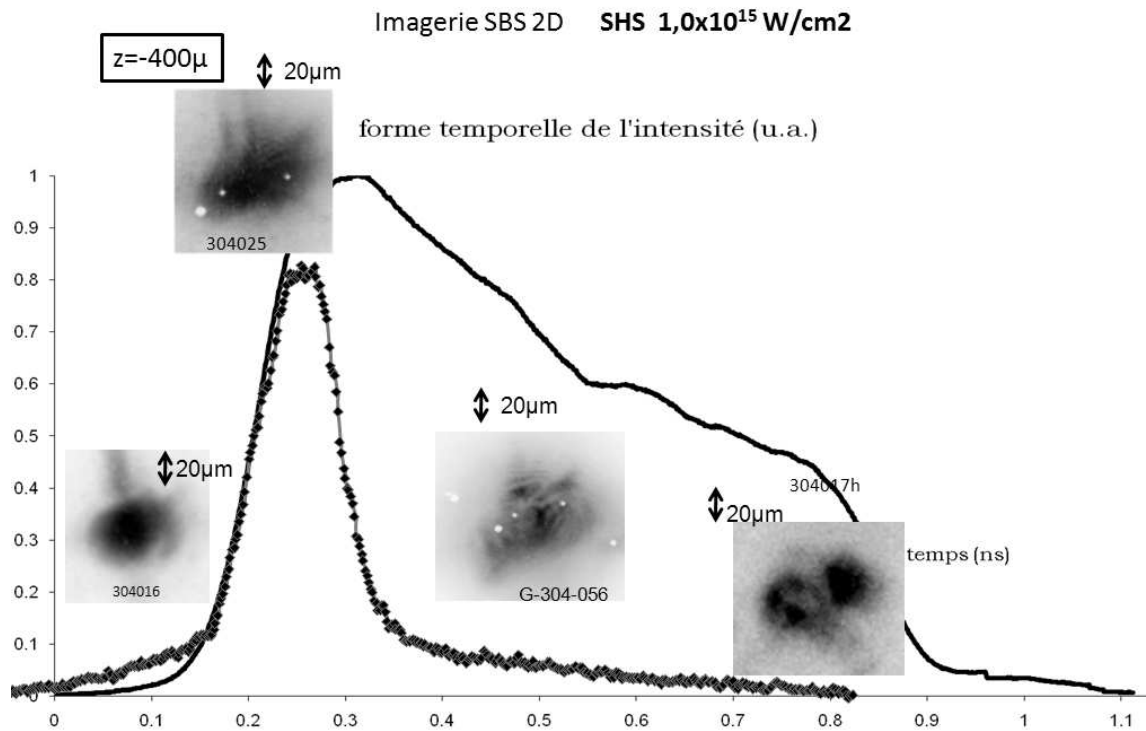 Imagerie SBS 2D SHS 1,0x10¹⁵ W/cm2
z=-400µ
20µm
forme temporelle de l'intensité (u.a.)
304025
1
0.9
0.8
0.7
0.6
0.5
0.4
0.3
0.2
0.1
0
20µm
304016
20µm
G-304-056
304017h
20µm
temps (ns)
0 0.1 0.2 0.3 0.4 0.5 0.6 0.7 0.8 0.9 1 1.1